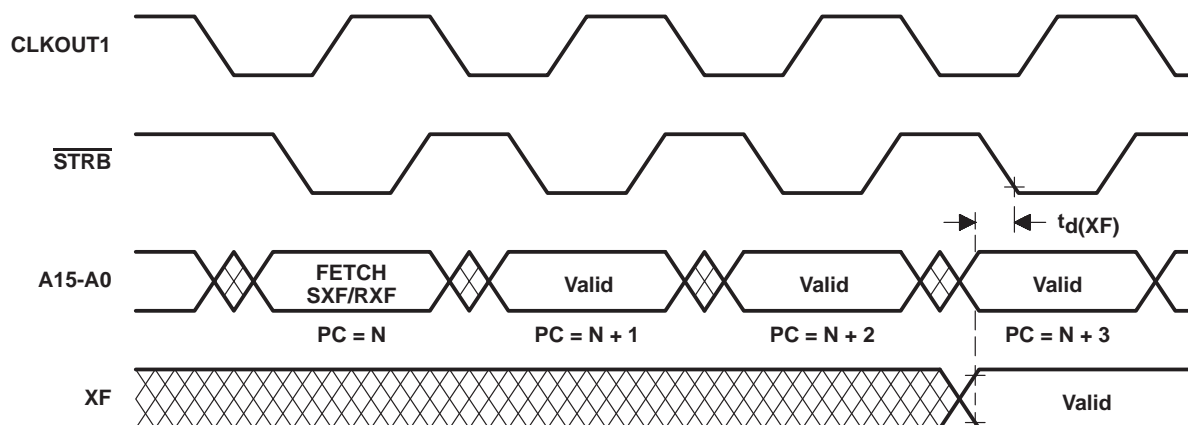 CLKOUT1
STRB
td(XF)
A15-A0
FETCH
SXF/RXF
Valid
Valid
Valid
PC = N
PC = N + 1
PC = N + 2
PC = N + 3
XF
Valid